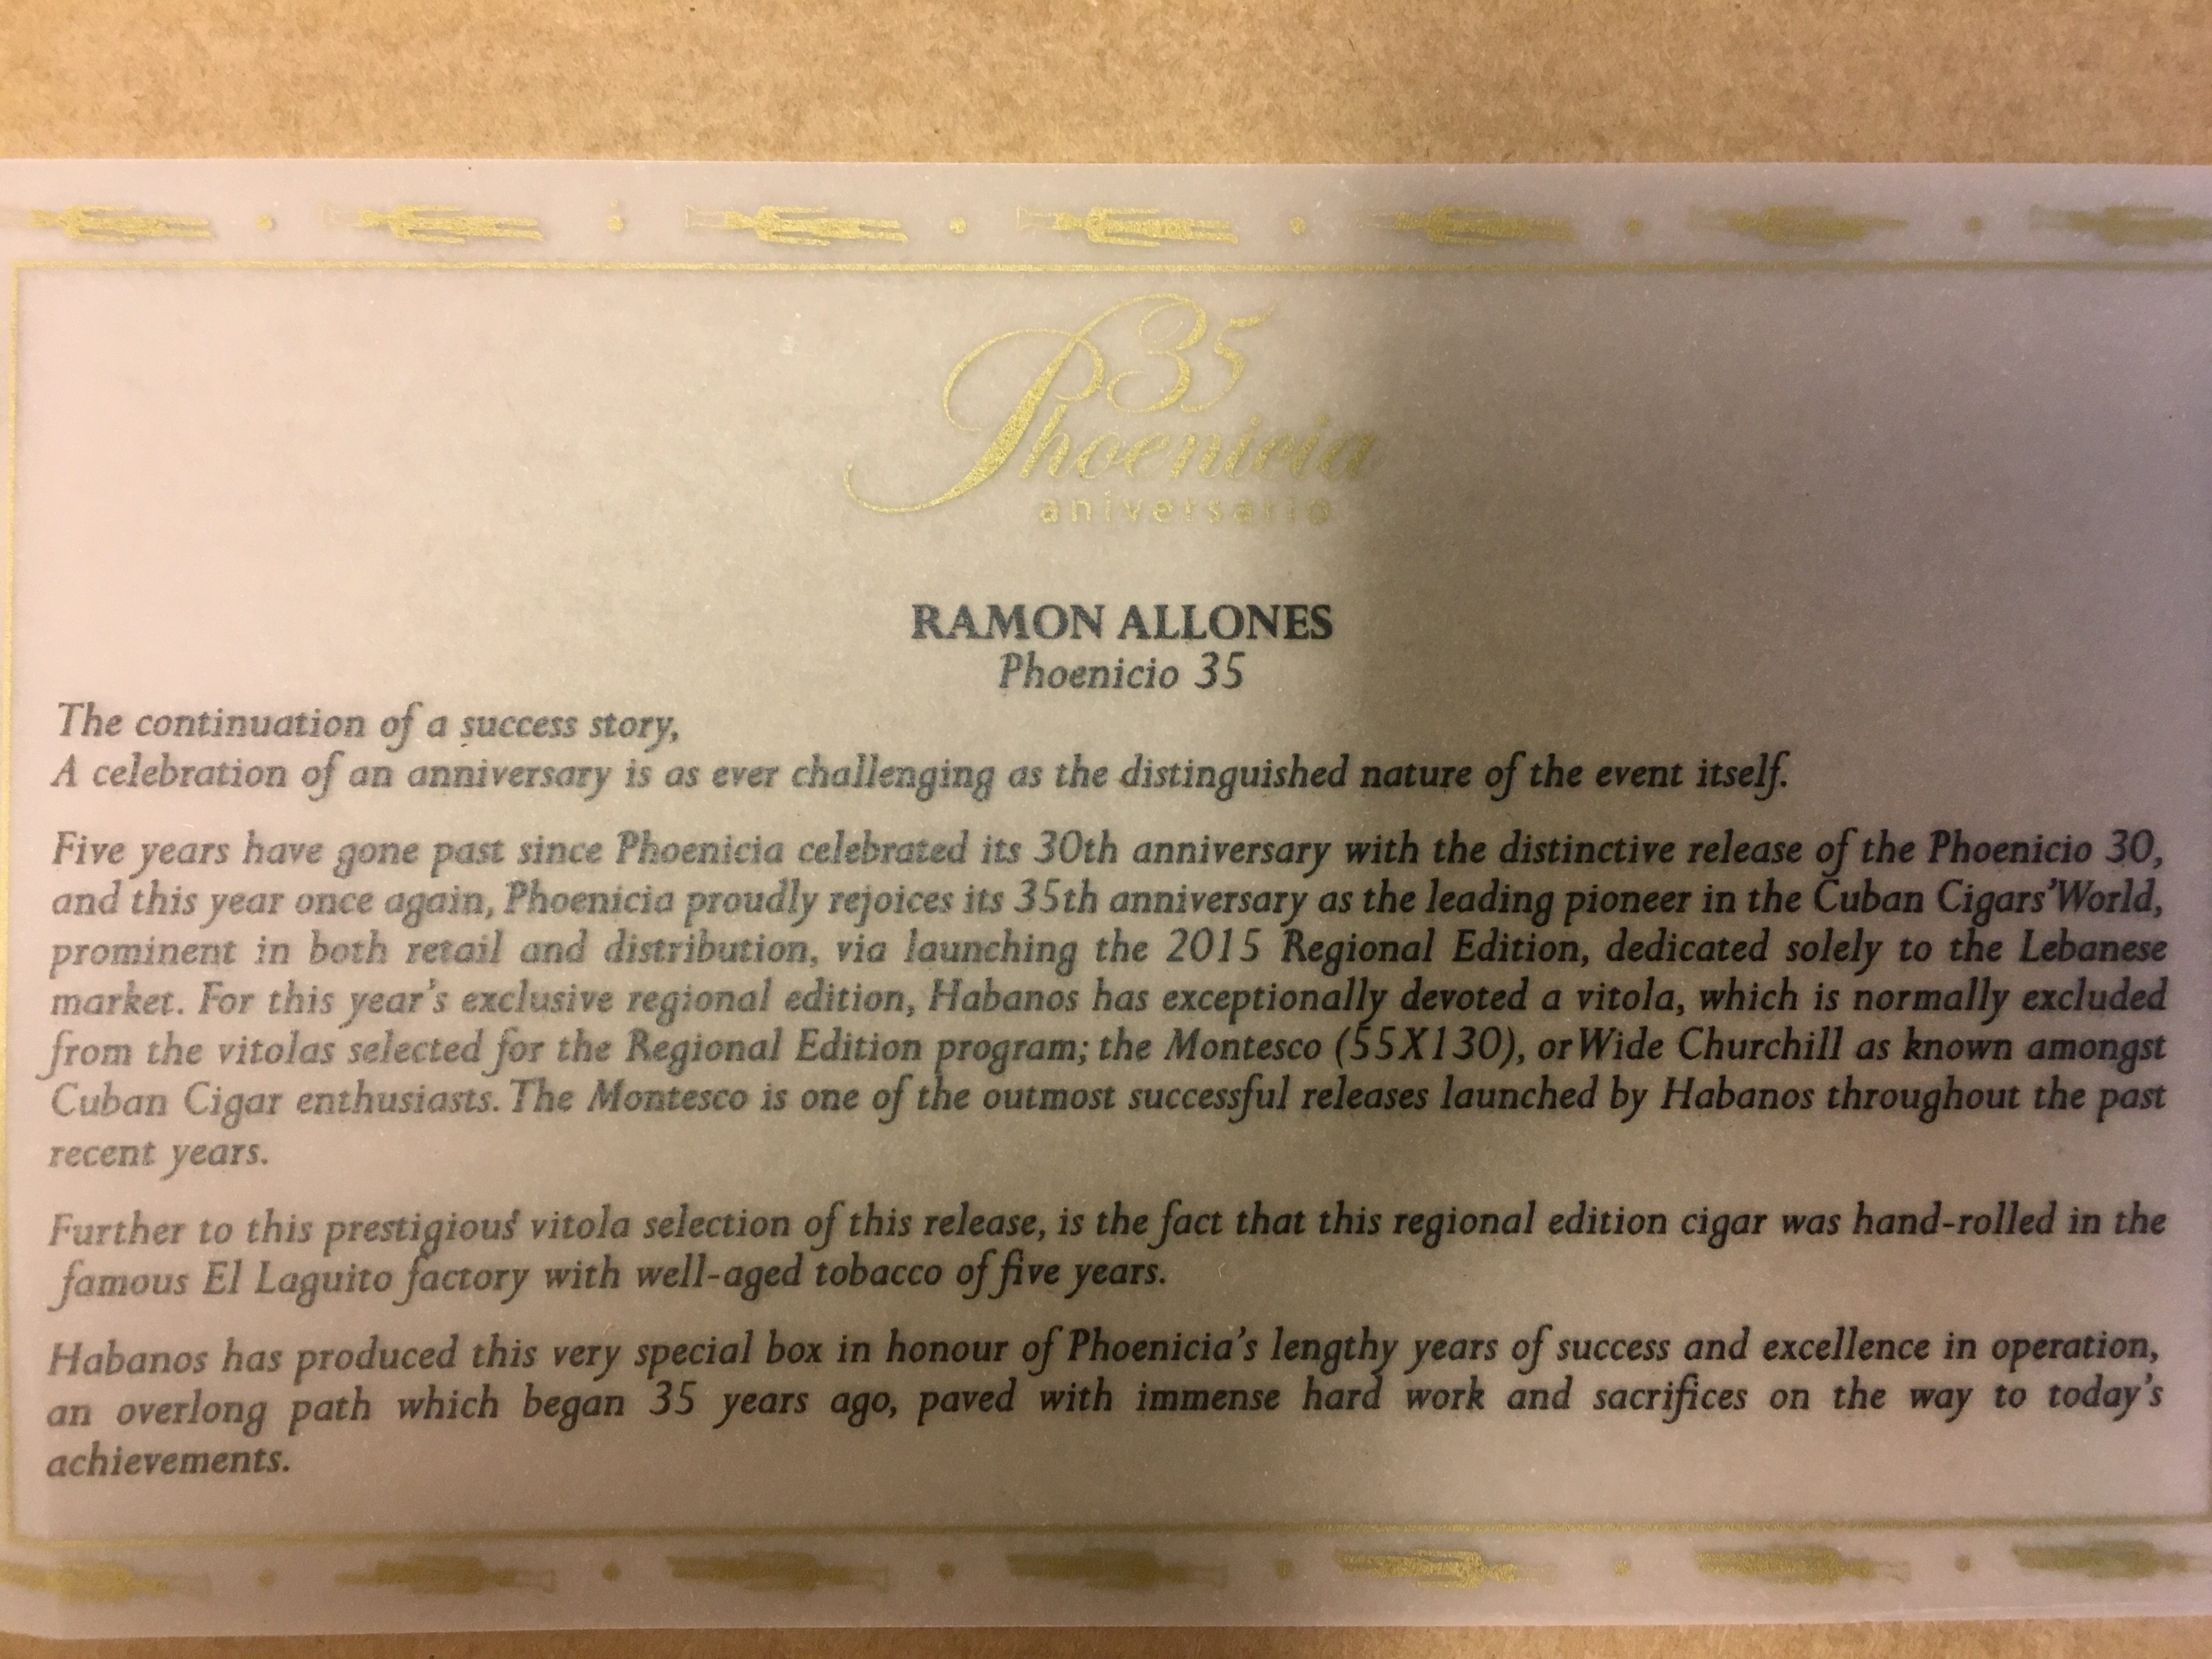 35
Phoenicia
aniversario
RAMON ALLONES
Phoenicio 35
The continuation of a success story,
A celebration of an anniversary is as ever challenging as the distinguished nature of the event itself.
Five years have gone past since Phoenicia celebrated its 30th anniversary with the distinctive release of the Phoenicio 30,
and this year once again, Phoenicia proudly rejoices its 35th anniversary as the leading pioneer in the Cuban Cigars'World,
prominent in both retail and distribution, via launching the 2015 Regional Edition, dedicated solely to the Lebanese
market. For this year's exclusive regional edition, Habanos has exceptionally devoted a vitola, which is normally excluded
from the vitolas selected for the Regional Edition program; the Montesco (55X130), or Wide Churchill as known amongst
Cuban Cigar enthusiasts. The Montesco is one of the outmost successful releases launched by Habanos throughout the past
recent years.
Further to this prestigious vitola selection of this release, is the fact that this regional edition cigar was hand-rolled in the
famous El Laguito factory with well-aged tobacco of five years.
Habanos has produced this very special box in honour of Phoenicia's lengthy years of success and excellence in operation,
an overlong path which began 35 years ago, paved with immense hard work and sacrifices on the way to today's
achievements.